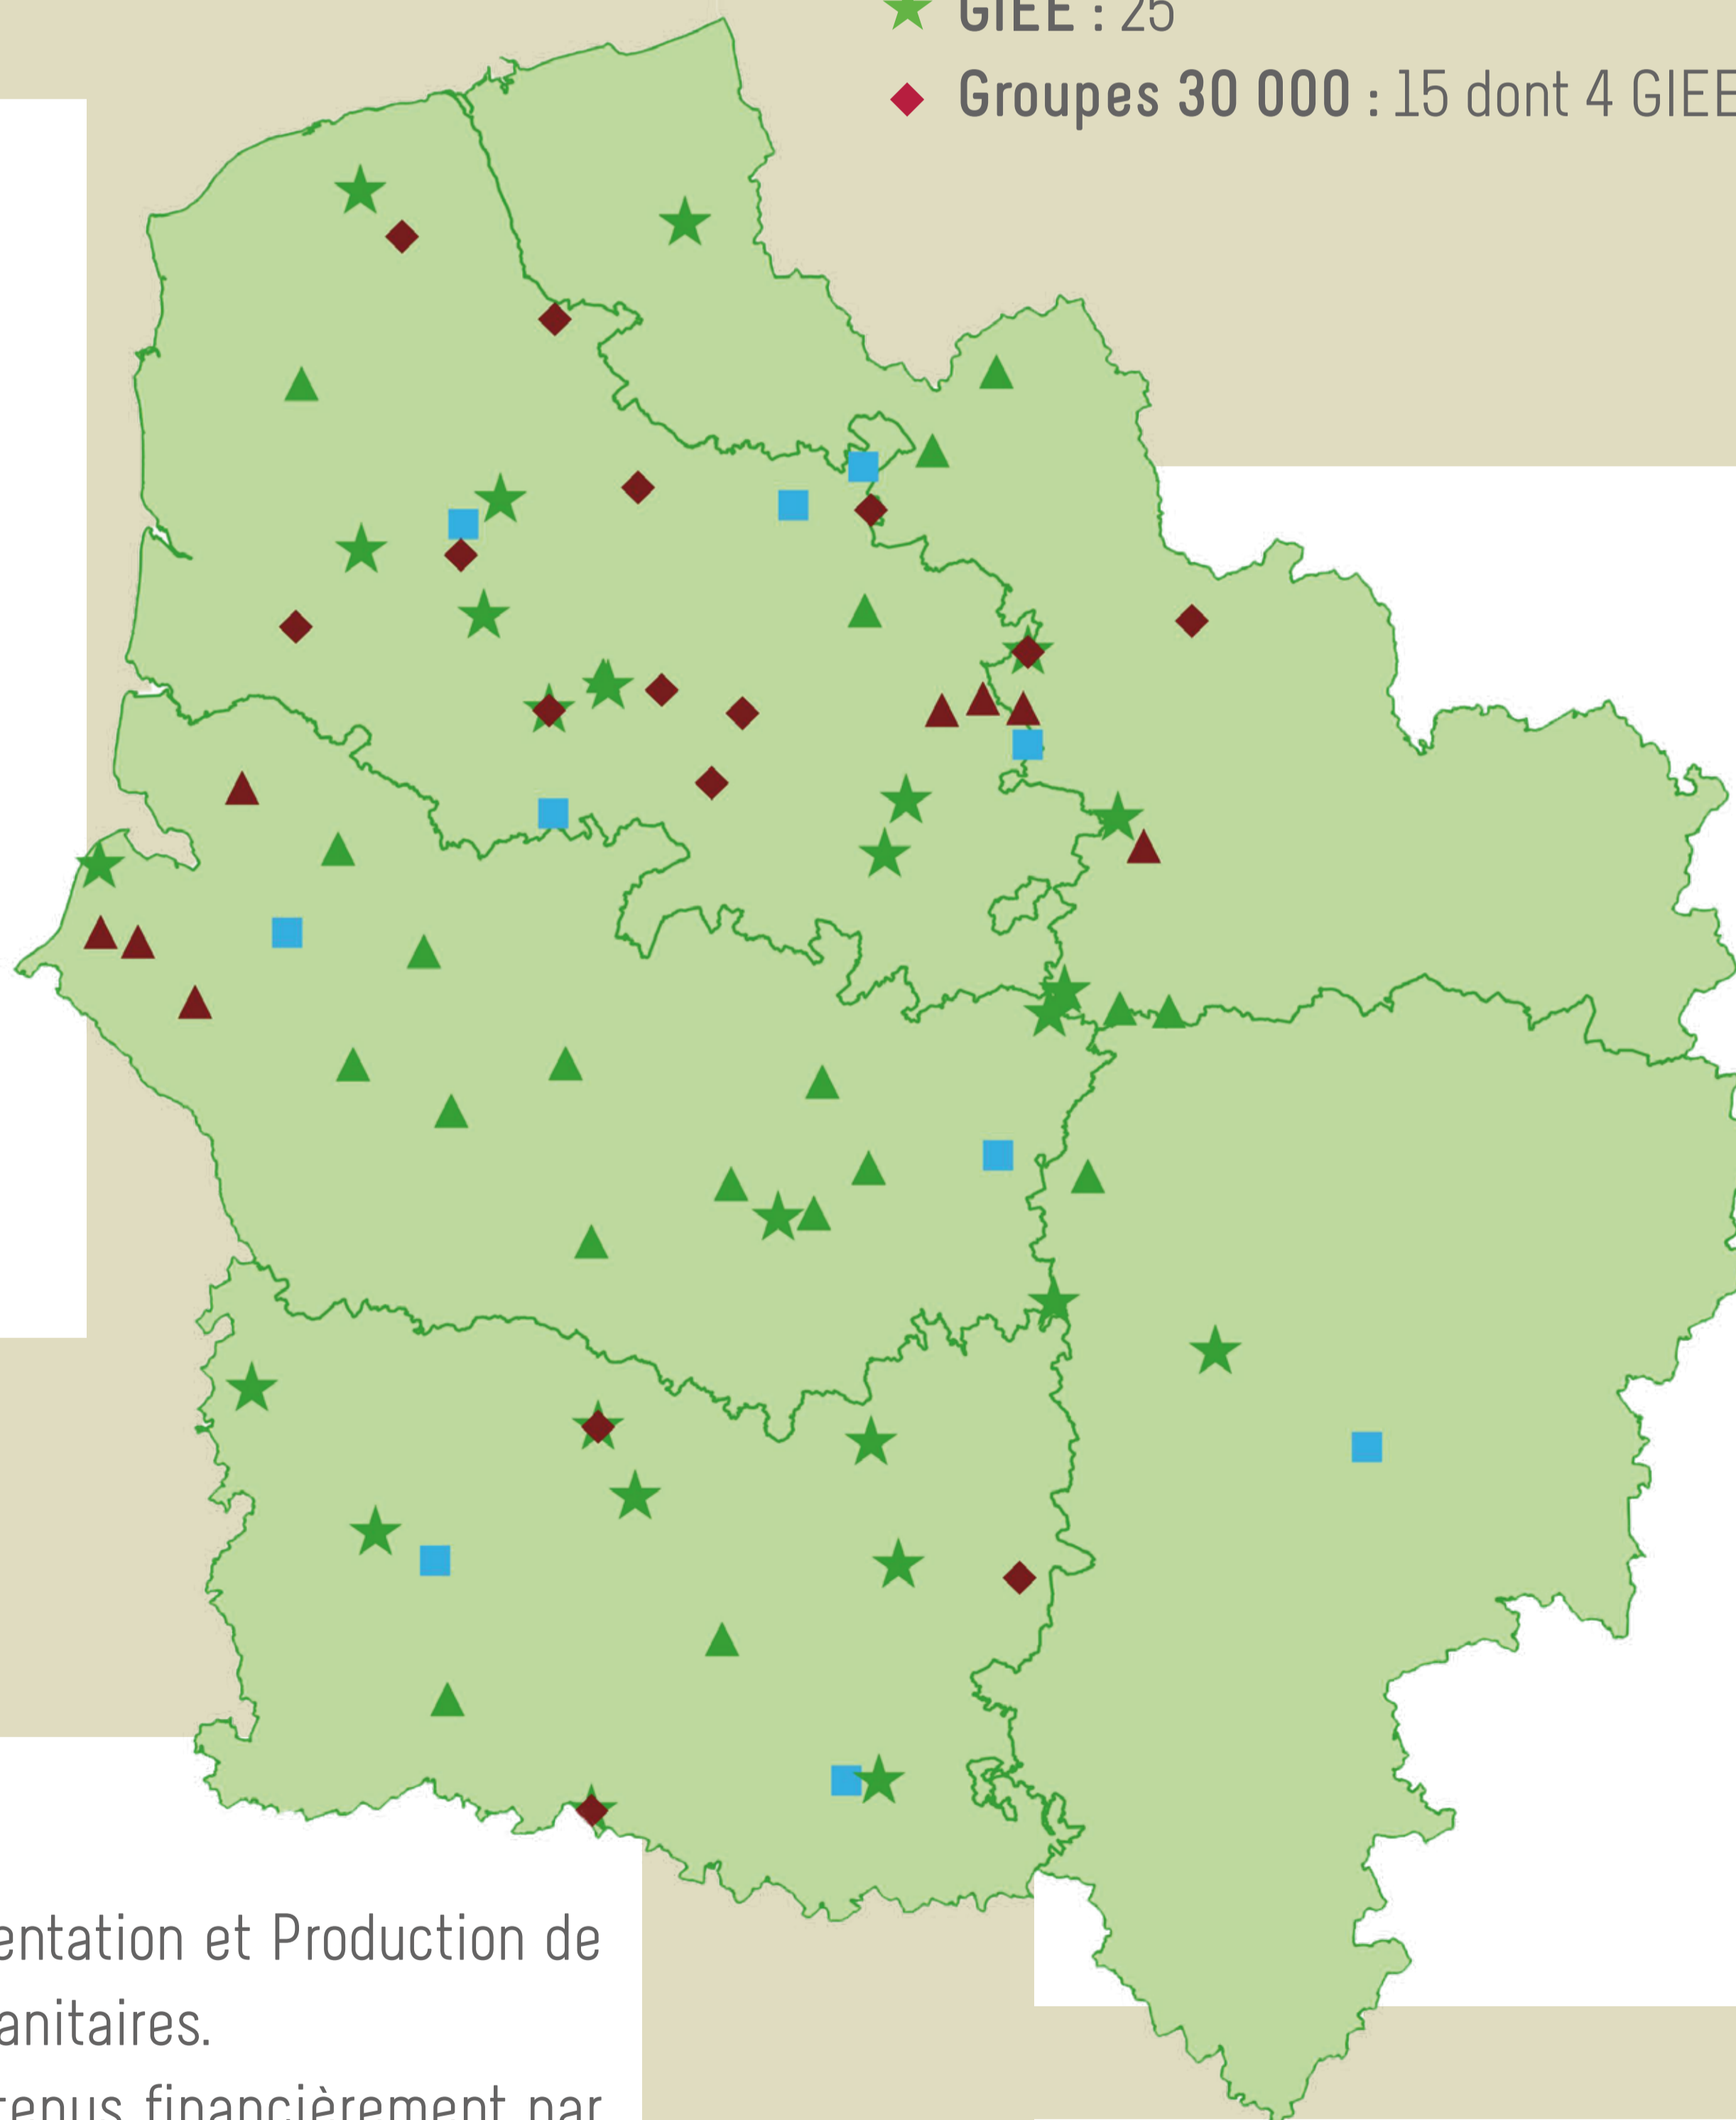 GIEE : 25
Groupes 30 000 : 15 dont 4 GIEE
entation et Production de
anitaires.
tenus financièrement par